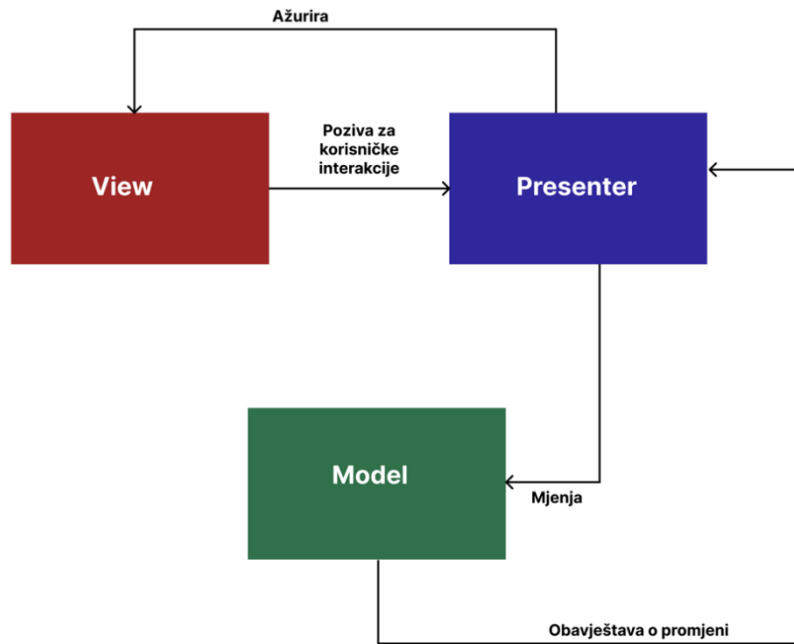 Ažurira
Poziva za
korisničke
interakcije
View
Presenter
Model
Mjenja
Obavještava o promjeni